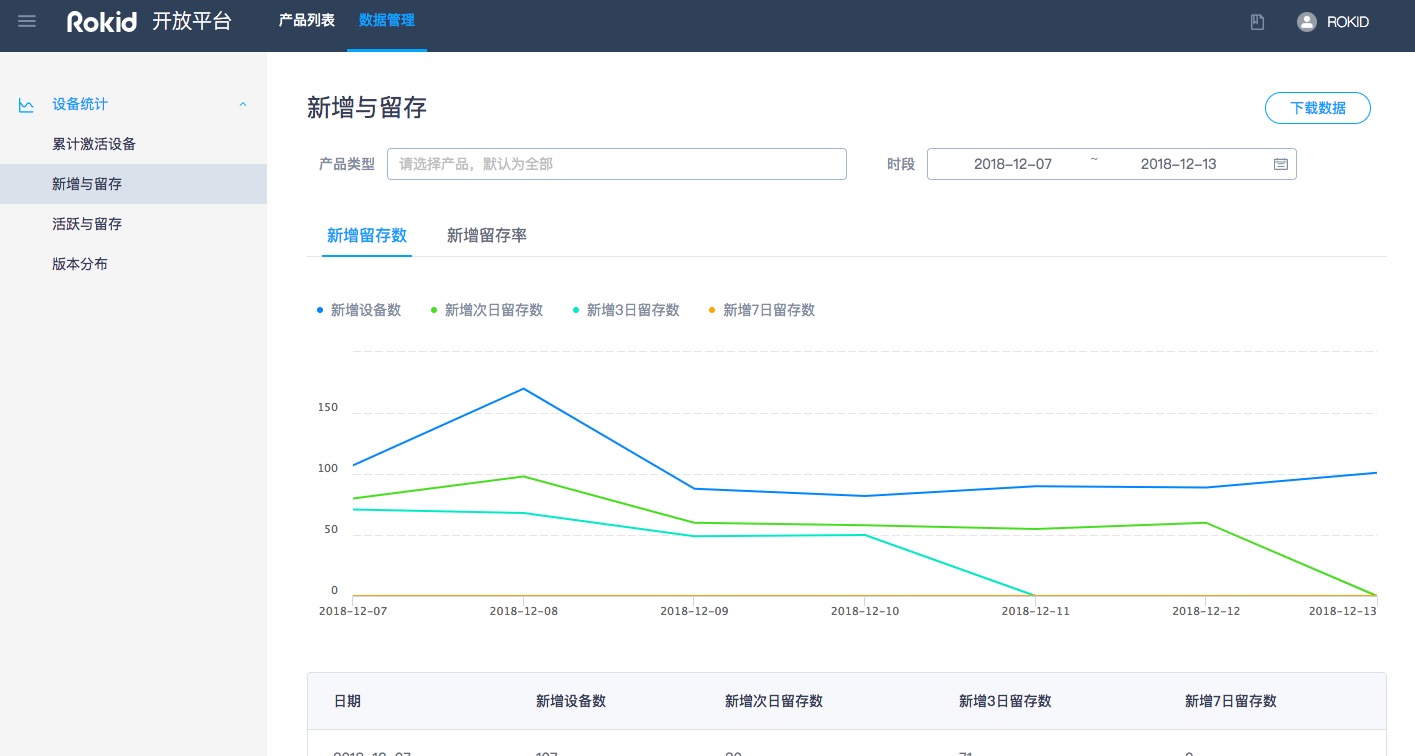 Rokid 开放平台 产品列表 数据管理 ROKID
设备统计
累计激活设备
新增与留存
活跃与留存
版本分布
新增与留存 下载数据
产品类型 请选择产品，默认为全部 时段 2018-12-07 ~ 2018-12-13
新增留存数 新增留存率
新增设备数 新增次日留存数 新增3日留存数 新增7日留存数
150
100
50
0
2018-12-07 2018-12-08 2018-12-09 2018-12-10 2018-12-11 2018-12-12 2018-12-13
日期 新增设备数 新增次日留存数 新增3日留存数 新增7日留存数